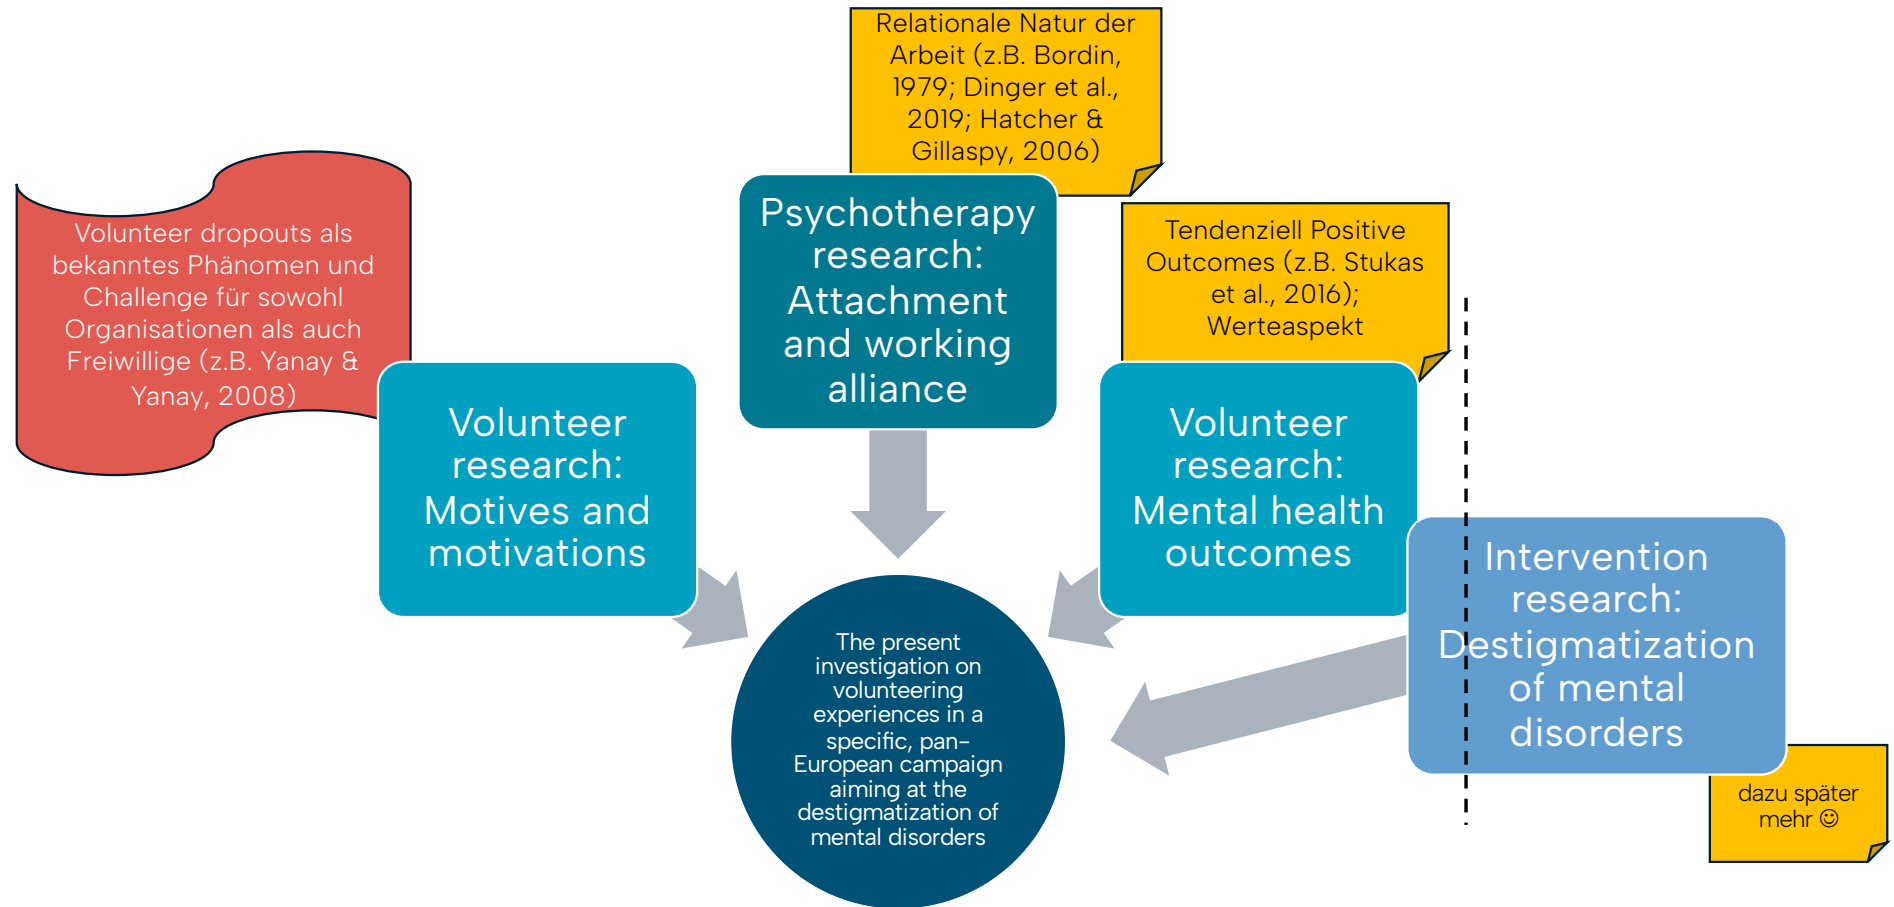 Relationale Natur der
Arbeit (z.B. Bordin,
1979; Dinger et al.,
2019; Hatcher &
Gillaspy, 2006)
Volunteer dropouts als
bekanntes Phänomen und
Challenge für sowohl
Organisationen als auch
Freiwillige (z.B. Yanay &
Yanay, 2008)
Psychotherapy
research:
Attachment
and working
alliance
Tendenziell Positive
Outcomes (z.B. Stukas
et al., 2016);
Werteaspekt
Volunteer
research:
Motives and
motivations
Volunteer
research:
Mental health
outcomes
Intervention
research:
Destigmatization
of mental
disorders
The present
investigation on
volunteering
experiences in a
specific, pan-
European campaign
aiming at the
destigmatization of
mental disorders
dazu später
mehr ☺